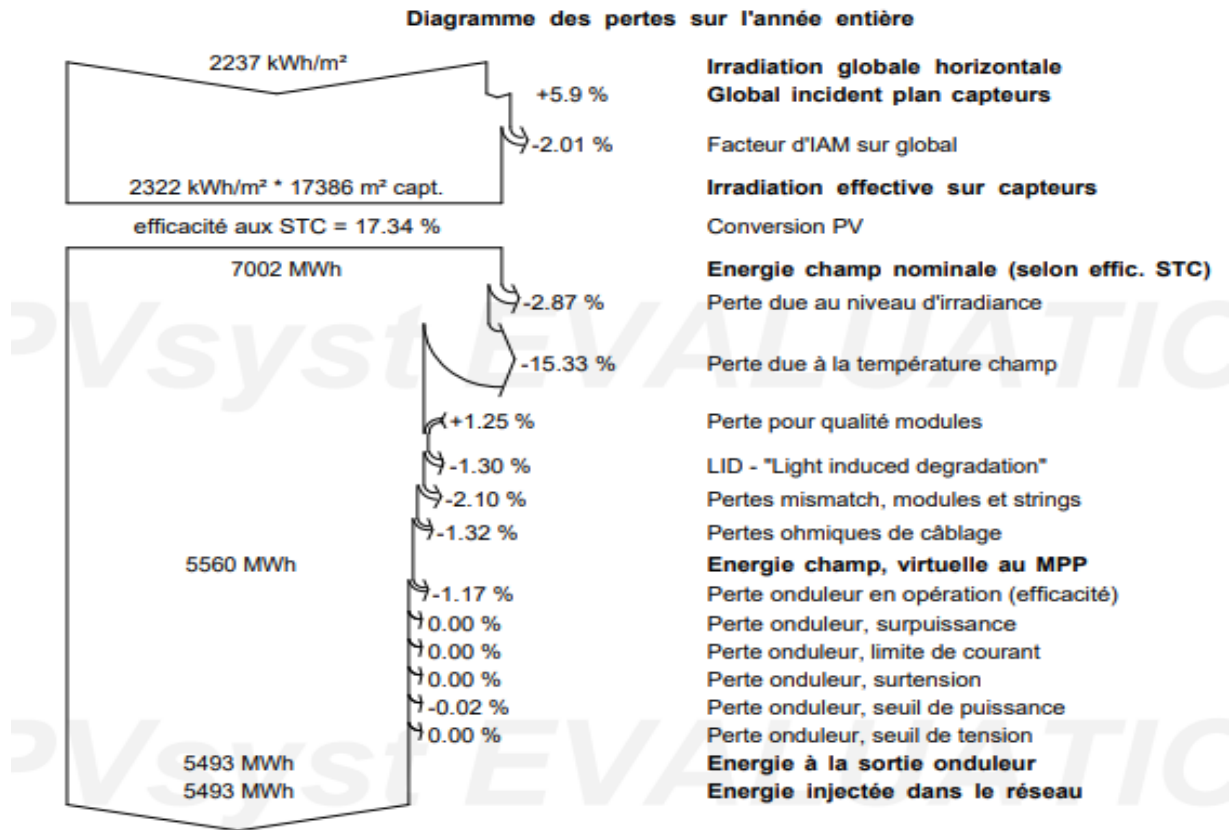 Diagramme des pertes sur l'année entière
2237 kWh/m² Irradiation globale horizontale
+5.9 % Global incident plan capteurs
-2.01 % Facteur d'IAM sur global
2322 kWh/m² * 17386 m² capt. Irradiation effective sur capteurs
efficacité aux STC = 17.34 % Conversion PV
7002 MWh Energie champ nominale (selon effic. STC)
-2.87 % Perte due au niveau d'irradiance
-15.33 % Perte due à la température champ
+1.25 % Perte pour qualité modules
-1.30 % LID - "Light induced degradation"
-2.10 % Pertes mismatch, modules et strings
-1.32 % Pertes ohmiques de câblage
5560 MWh Energie champ, virtuelle au MPP
-1.17 % Perte onduleur en opération (efficacité)
0.00 % Perte onduleur, surpuissance
0.00 % Perte onduleur, limite de courant
0.00 % Perte onduleur, surtension
-0.02 % Perte onduleur, seuil de puissance
0.00 % Perte onduleur, seuil de tension
5493 MWh Energie à la sortie onduleur
5493 MWh Energie injectée dans le réseau
PVsyst EVALUATIO
PVsyst EVALUATIO